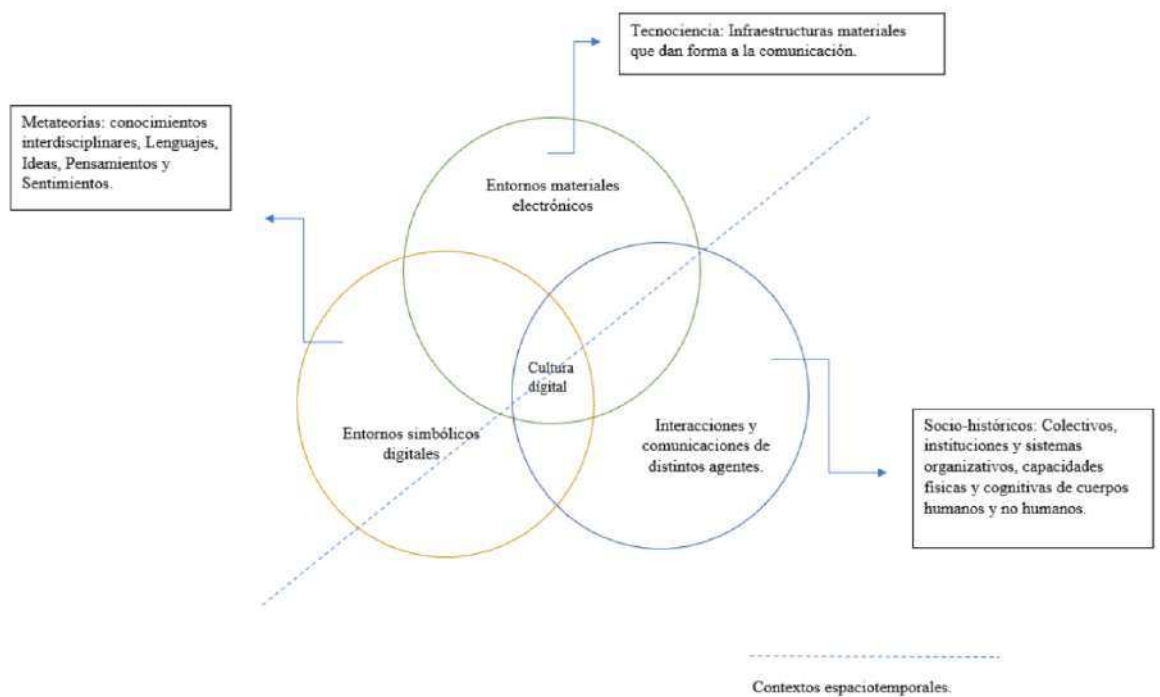 Tecnociencia: Infraestructuras materiales
que dan forma a la comunicación.
Metateorías: conocimientos
interdisciplinares, Lenguajes,
Ideas, Pensamientos y
Sentimientos.
Entornos materiales
electrónicos
Cultura
digital
Entornos simbólicos
digitales
Interacciones y
comunicaciones de
distintos agentes.
Socio-históricos: Colectivos,
instituciones y sistemas
organizativos, capacidades
físicas y cognitivas de cuerpos
humanos y no humanos.
Contextos espaciotemporales.